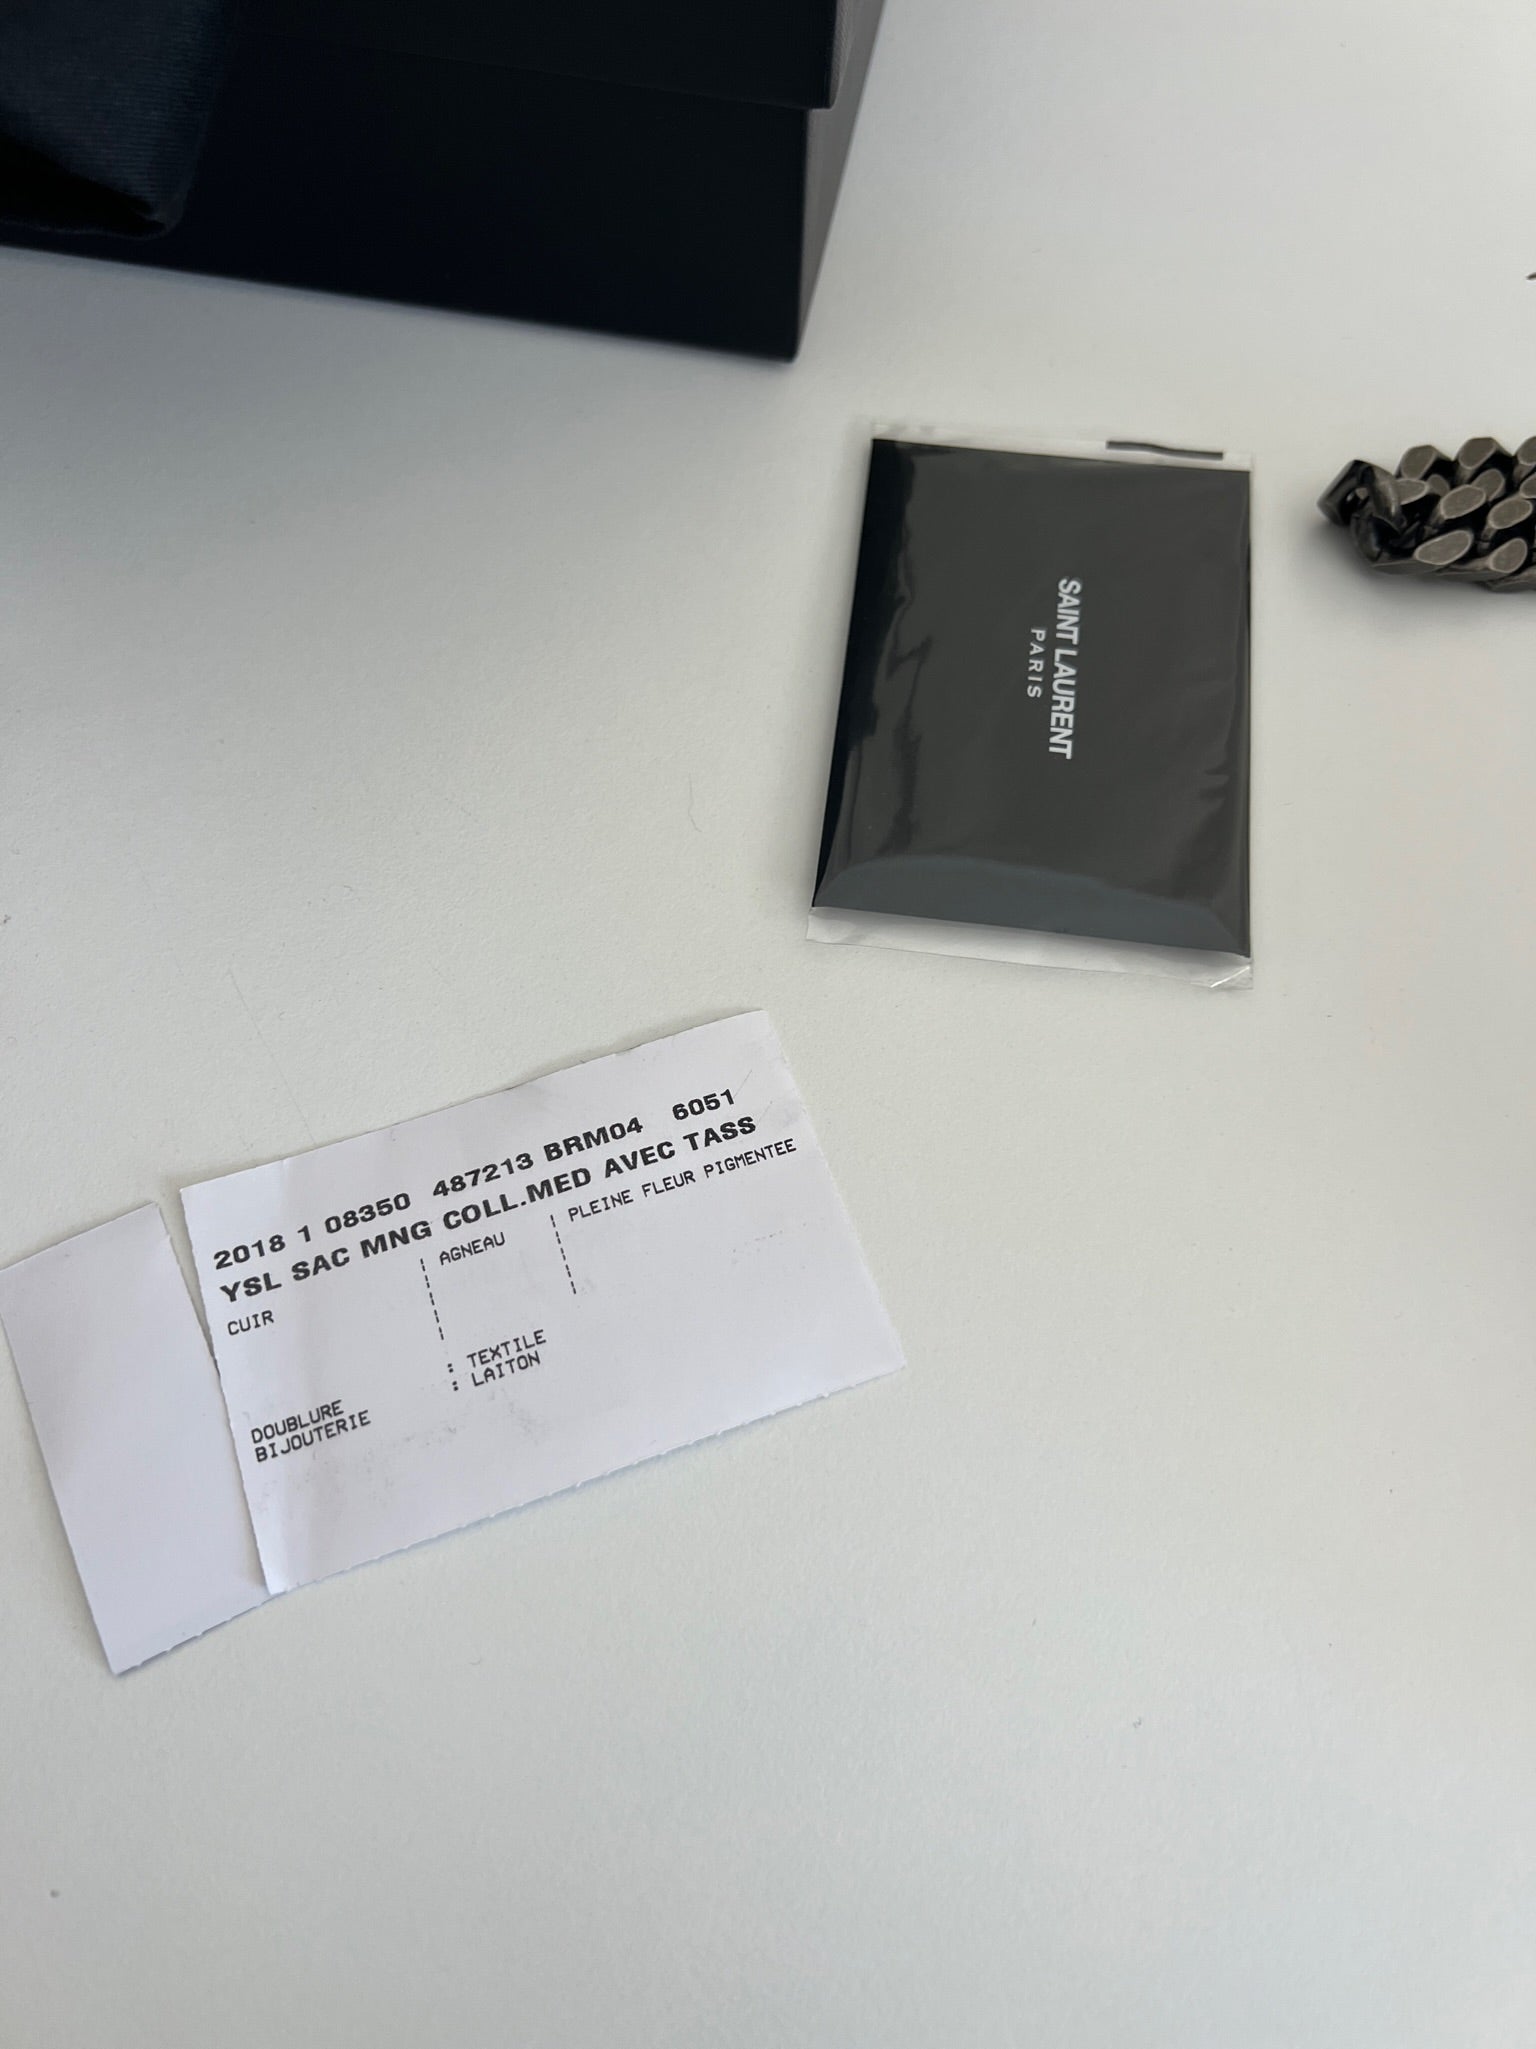 SAINT LAURENT
PARIS
2018 1 08350 487213 BRM04 6051
YSL SAC MNG COLL.MED AVEC TASS
CUIR ¦ AGNEAU ¦ PLEINE FLEUR PIGMENTEE
DOUBLURE : TEXTILE
BIJOUTERIE : LAITON